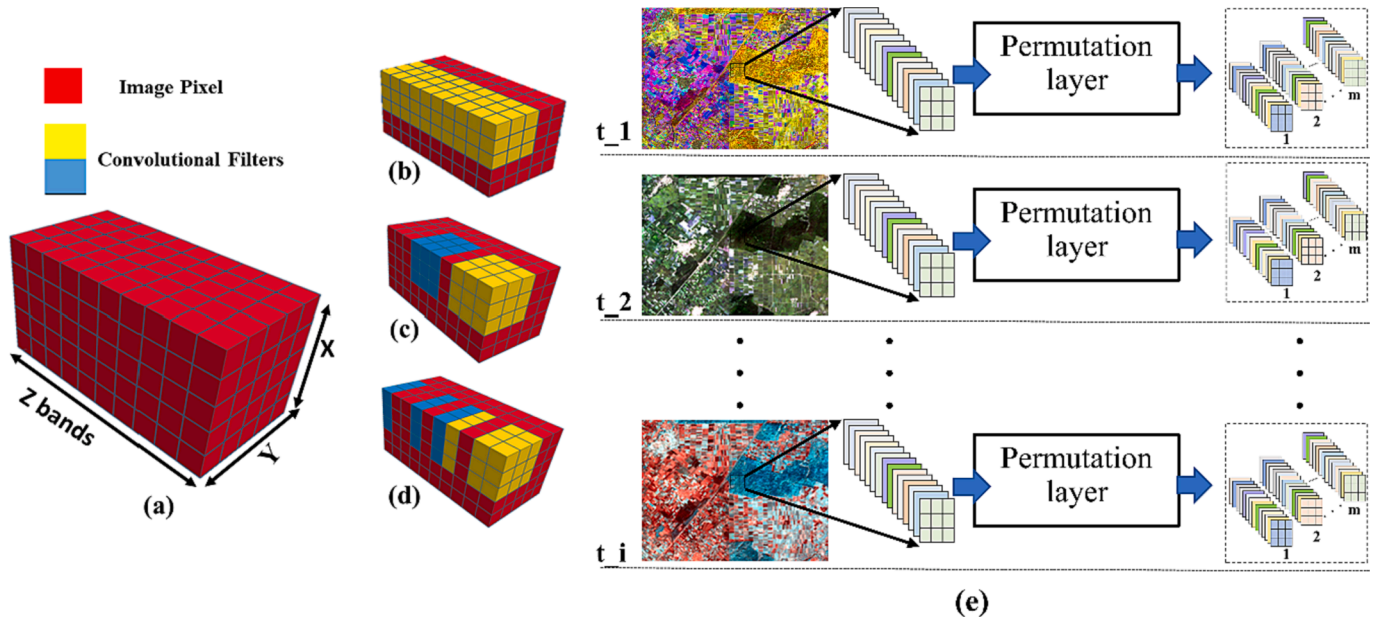 Image Pixel
Convolutional Filters
Z bands
Y
X
(a)
(b)
(c)
(d)
t_1
Permutation
layer
1
2
m
t_2
Permutation
layer
1
2
m
t_i
Permutation
layer
1
2
m
(e)